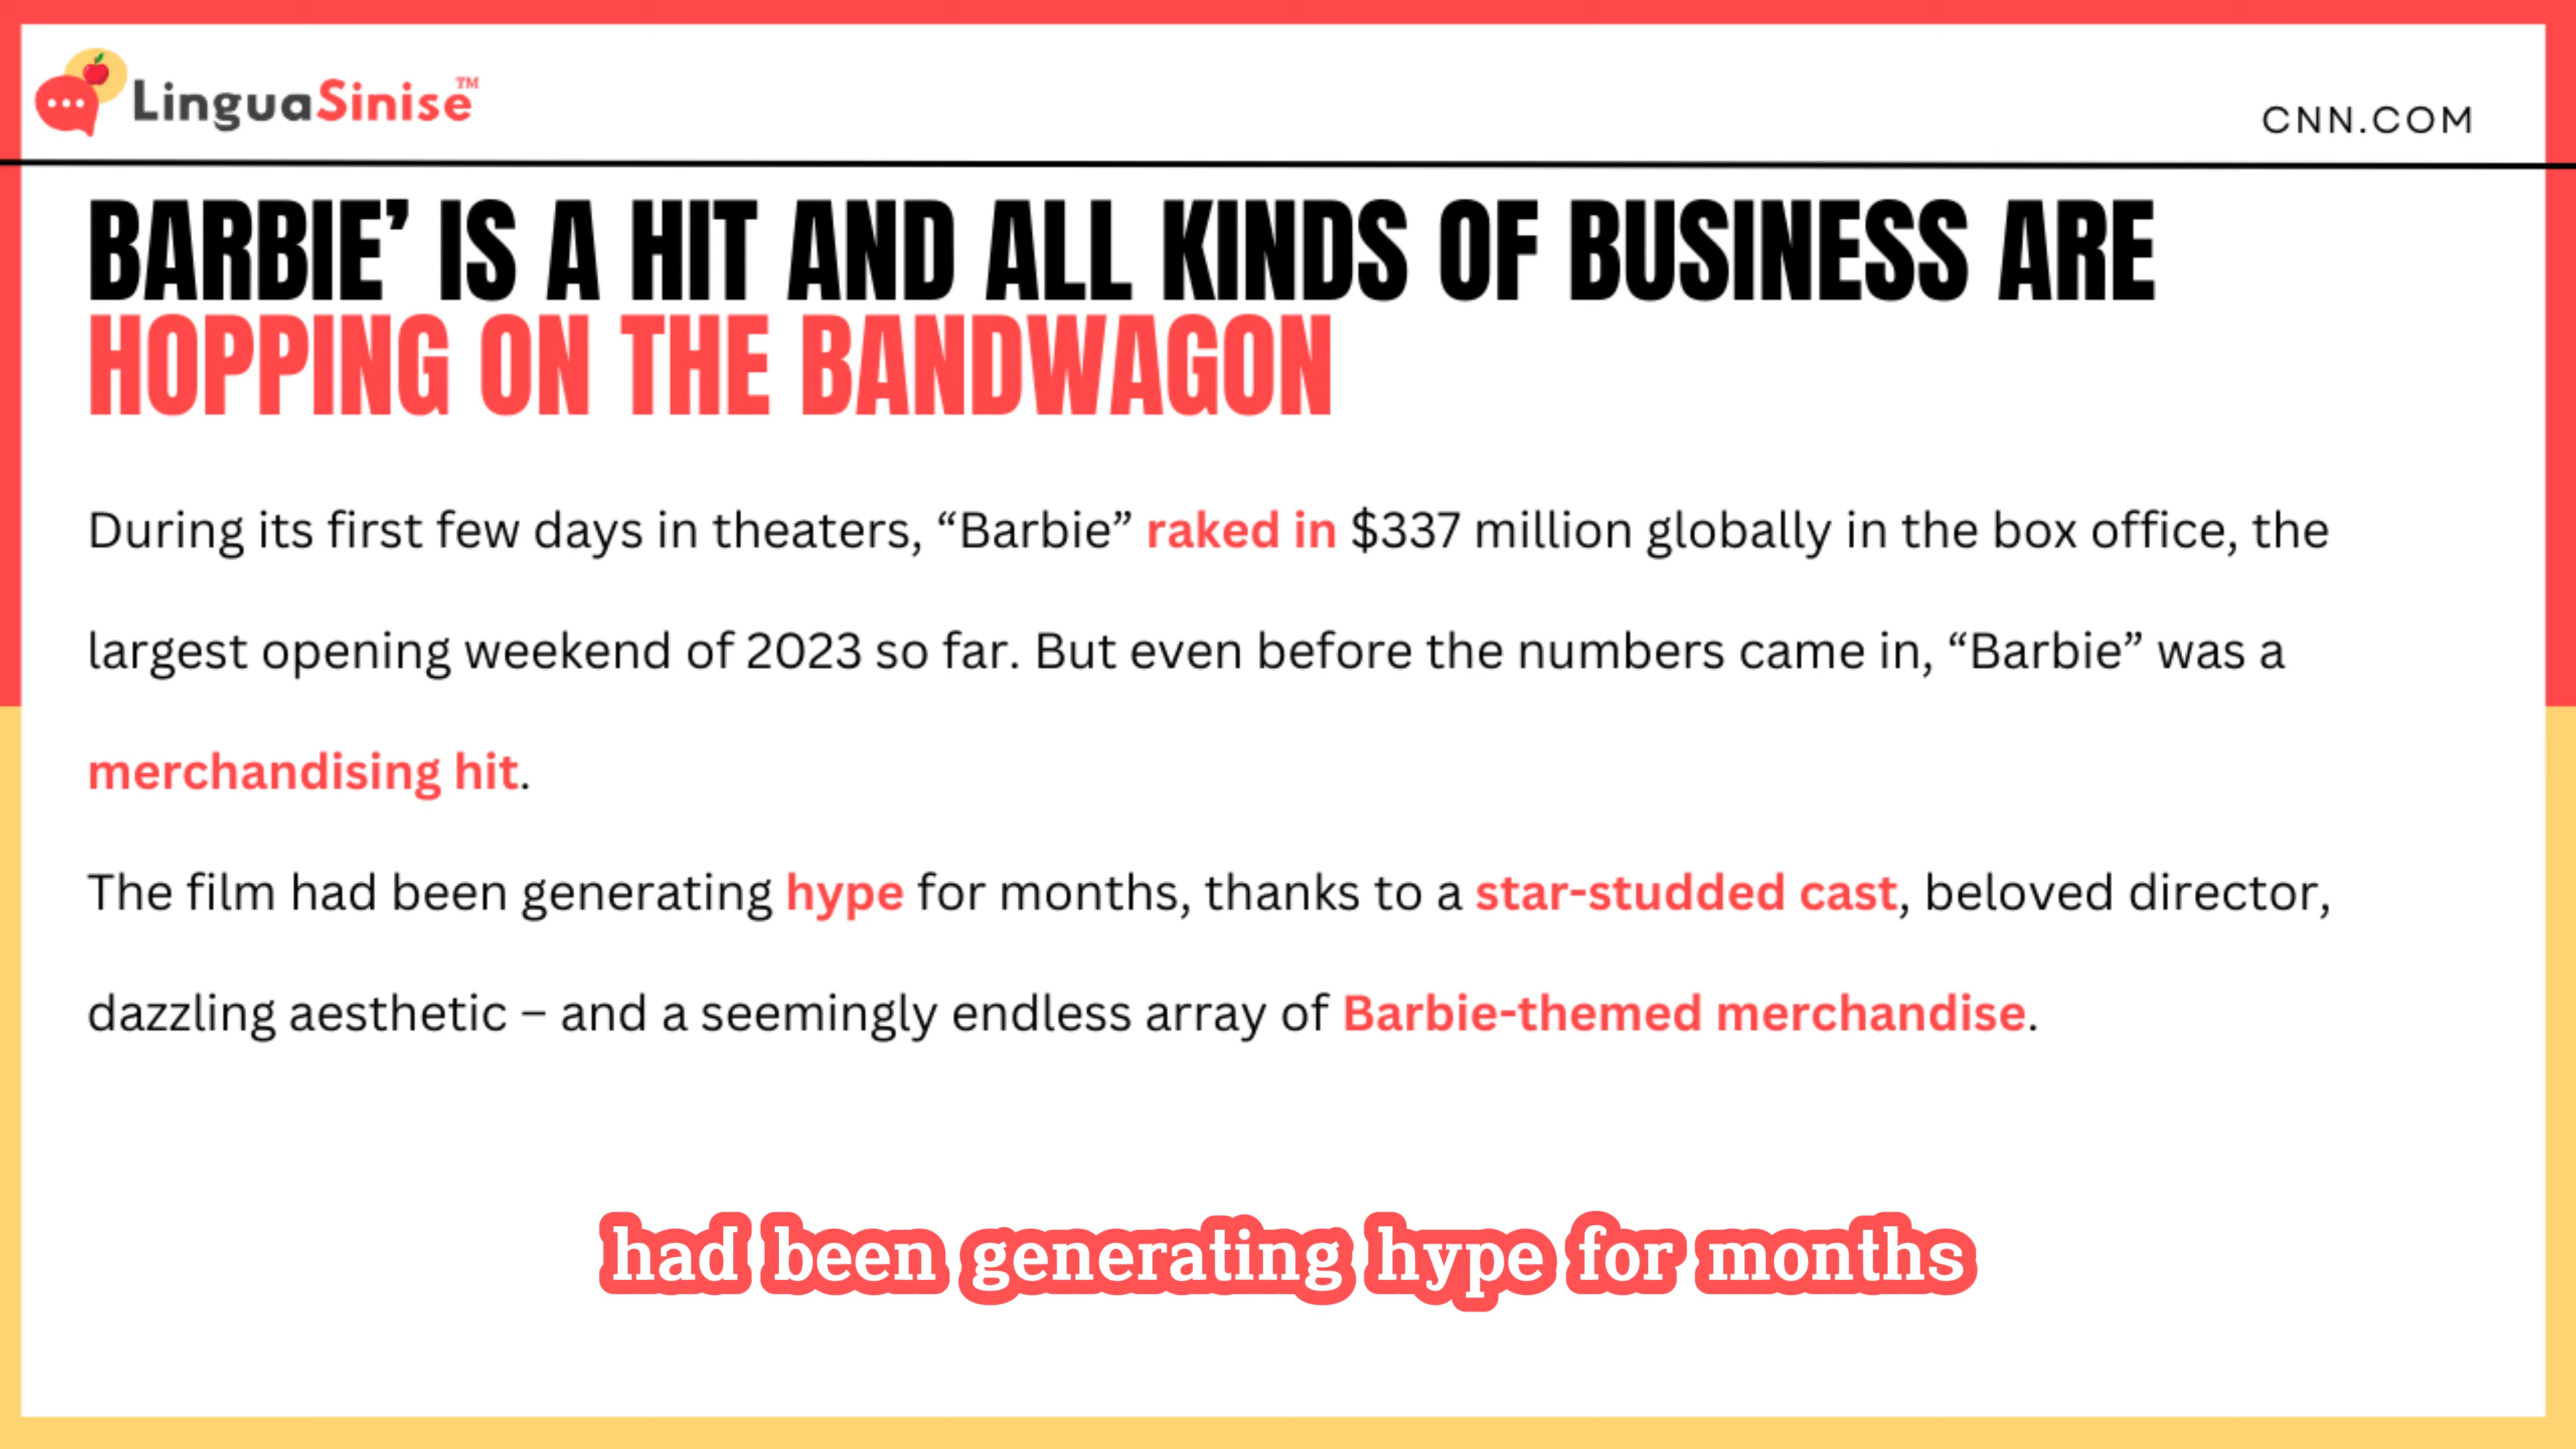 LinguaSinise™
CNN.COM
BARBIE’ IS A HIT AND ALL KINDS OF BUSINESS ARE
HOPPING ON THE BANDWAGON
During its first few days in theaters, “Barbie” raked in $337 million globally in the box office, the
largest opening weekend of 2023 so far. But even before the numbers came in, “Barbie” was a
merchandising hit.
The film had been generating hype for months, thanks to a star-studded cast, beloved director,
dazzling aesthetic – and a seemingly endless array of Barbie-themed merchandise.
had been generating hype for months